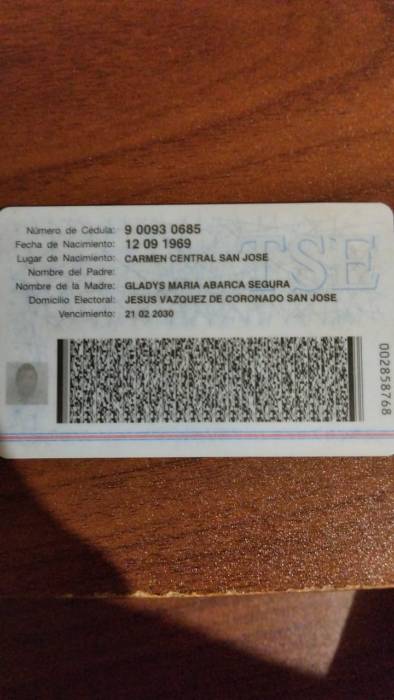 TSE
Número de Cédula: 9 0093 0685
Fecha de Nacimiento: 12 09 1969
Lugar de Nacimiento: CARMEN CENTRAL SAN JOSE
Nombre del Padre:
Nombre de la Madre: GLADYS MARIA ABARCA SEGURA
Domicilio Electoral: JESUS VAZQUEZ DE CORONADO SAN JOSE
Vencimiento: 21 02 2030
002858768